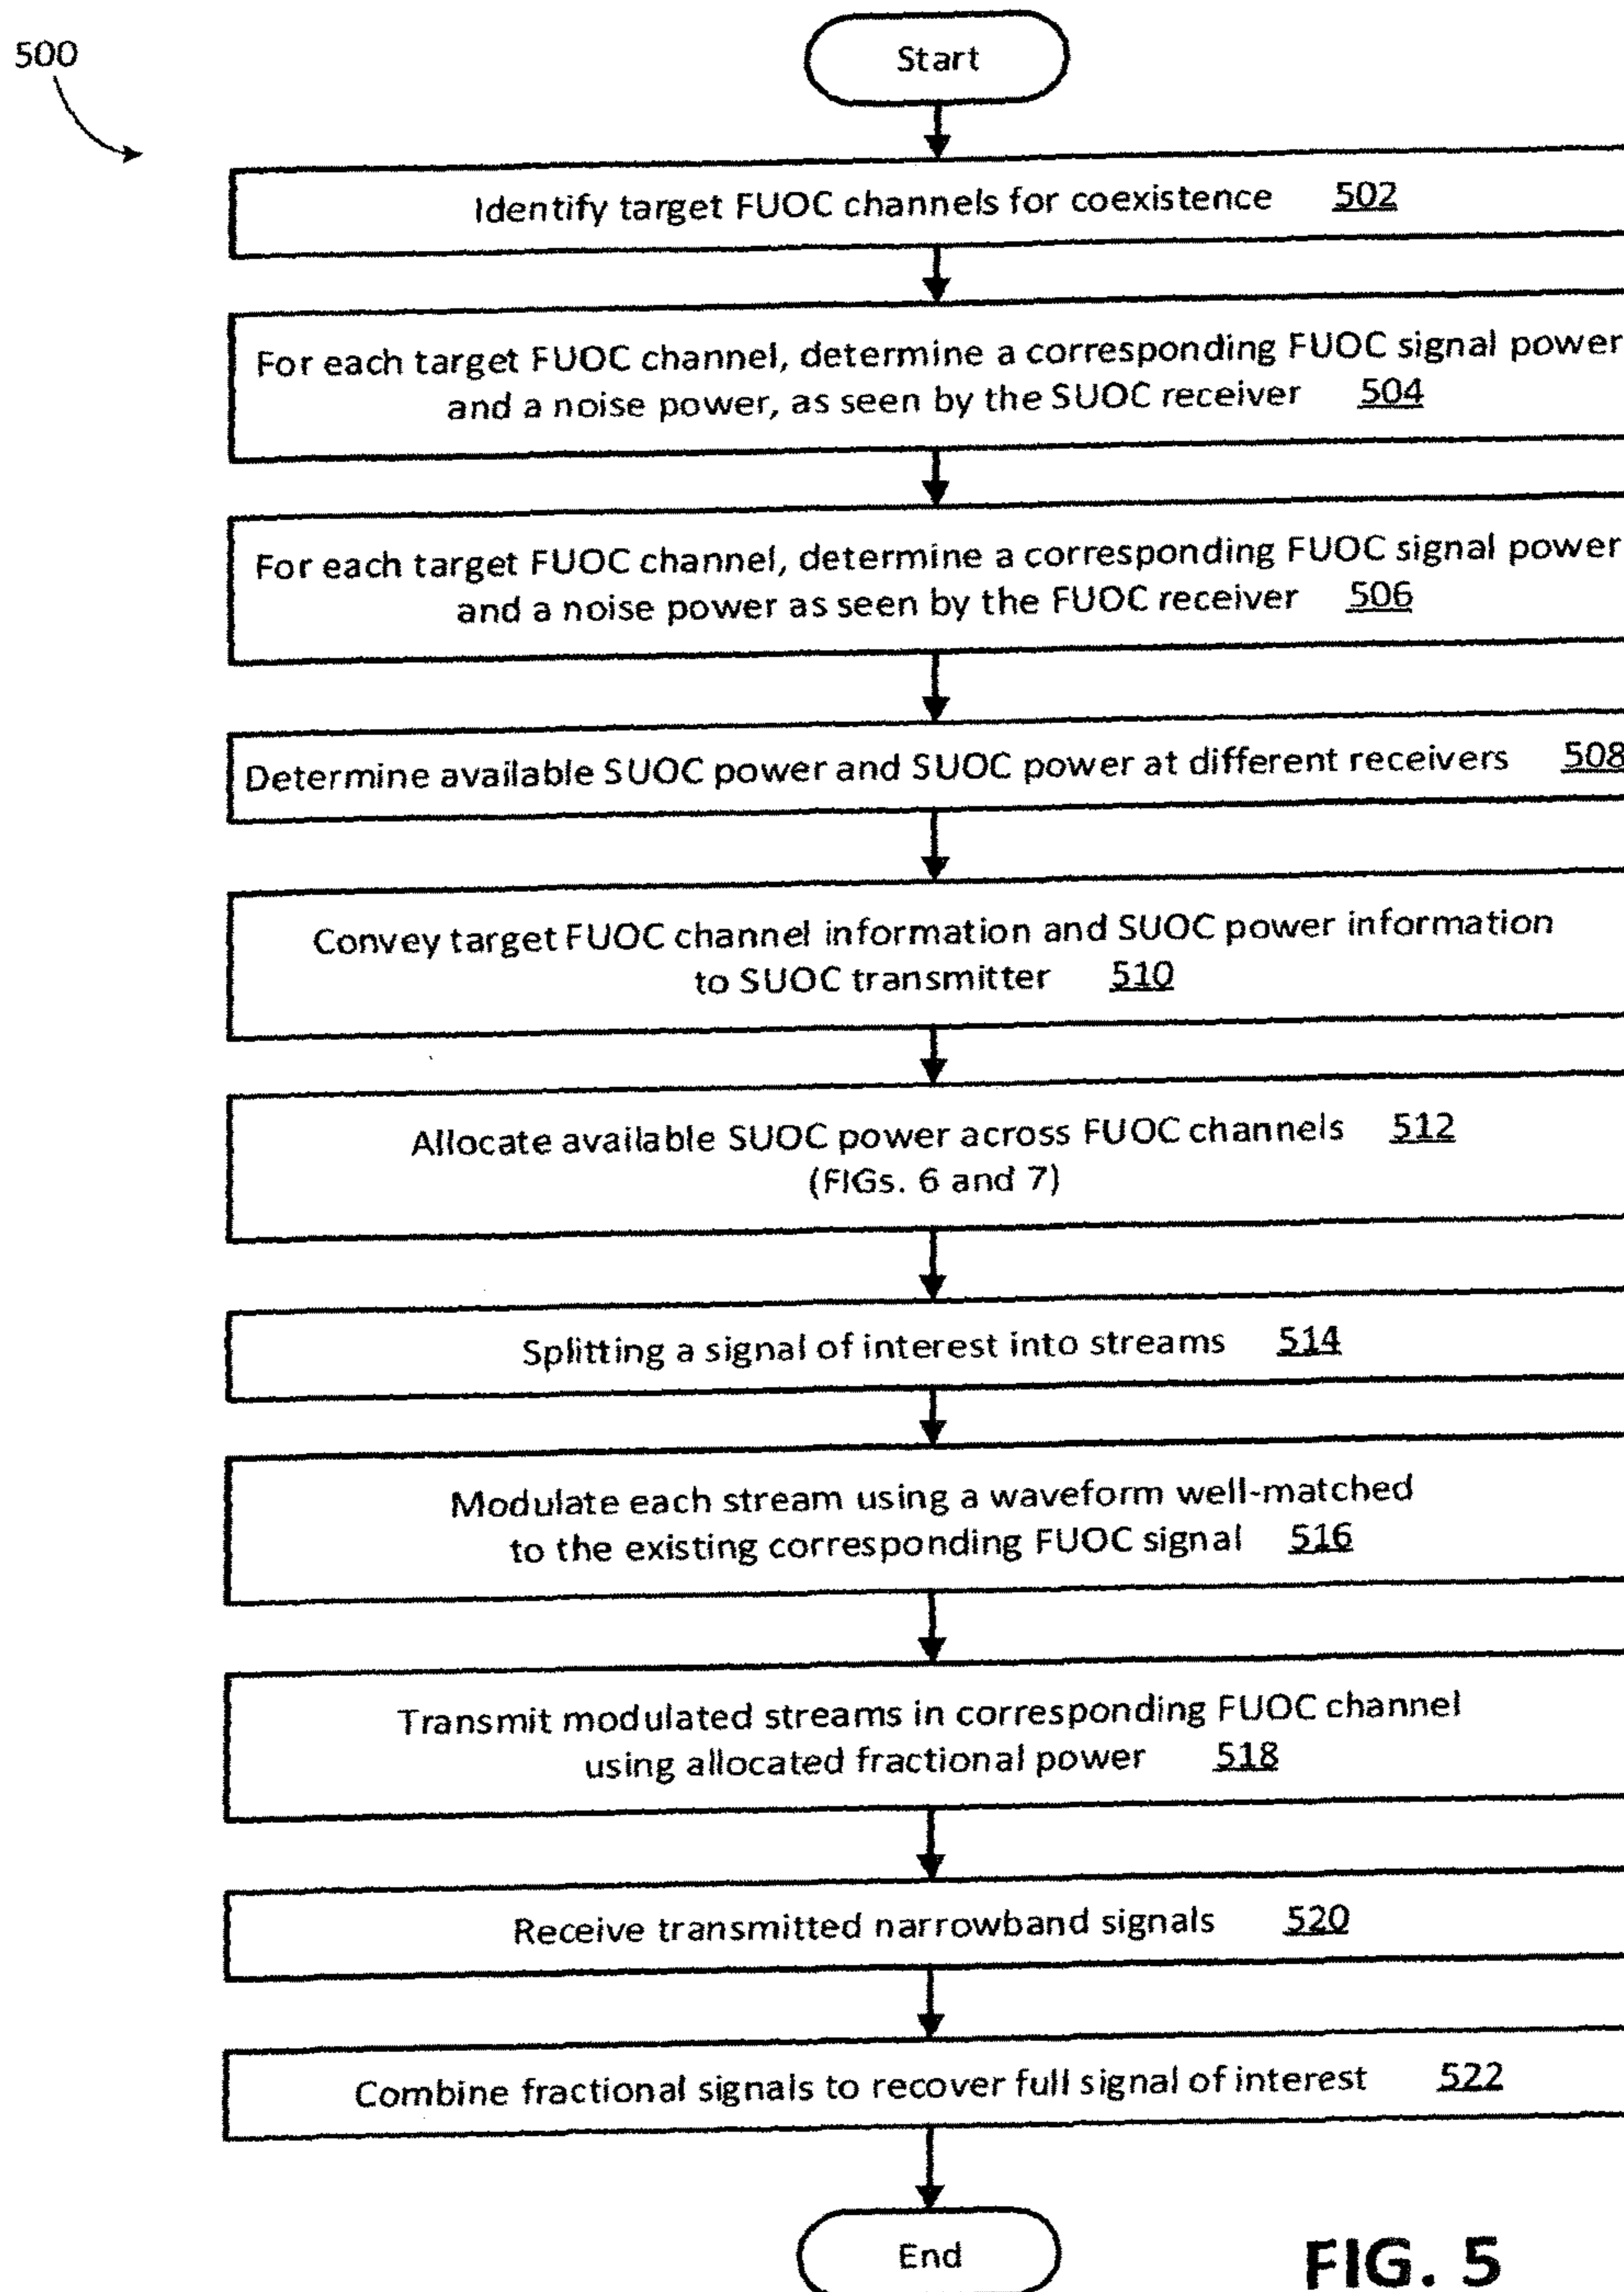 500
Start
Identify target FUOC channels for coexistence 502
For each target FUOC channel, determine a corresponding FUOC signal power
and a noise power, as seen by the SUOC receiver 504
For each target FUOC channel, determine a corresponding FUOC signal power
and a noise power as seen by the FUOC receiver 506
Determine available SUOC power and SUOC power at different receivers 508
Convey target FUOC channel information and SUOC power information
to SUOC transmitter 510
Allocate available SUOC power across FUOC channels 512
(FIGs. 6 and 7)
Splitting a signal of interest into streams 514
Modulate each stream using a waveform well-matched
to the existing corresponding FUOC signal 516
Transmit modulated streams in corresponding FUOC channel
using allocated fractional power 518
Receive transmitted narrowband signals 520
Combine fractional signals to recover full signal of interest 522
End
FIG. 5